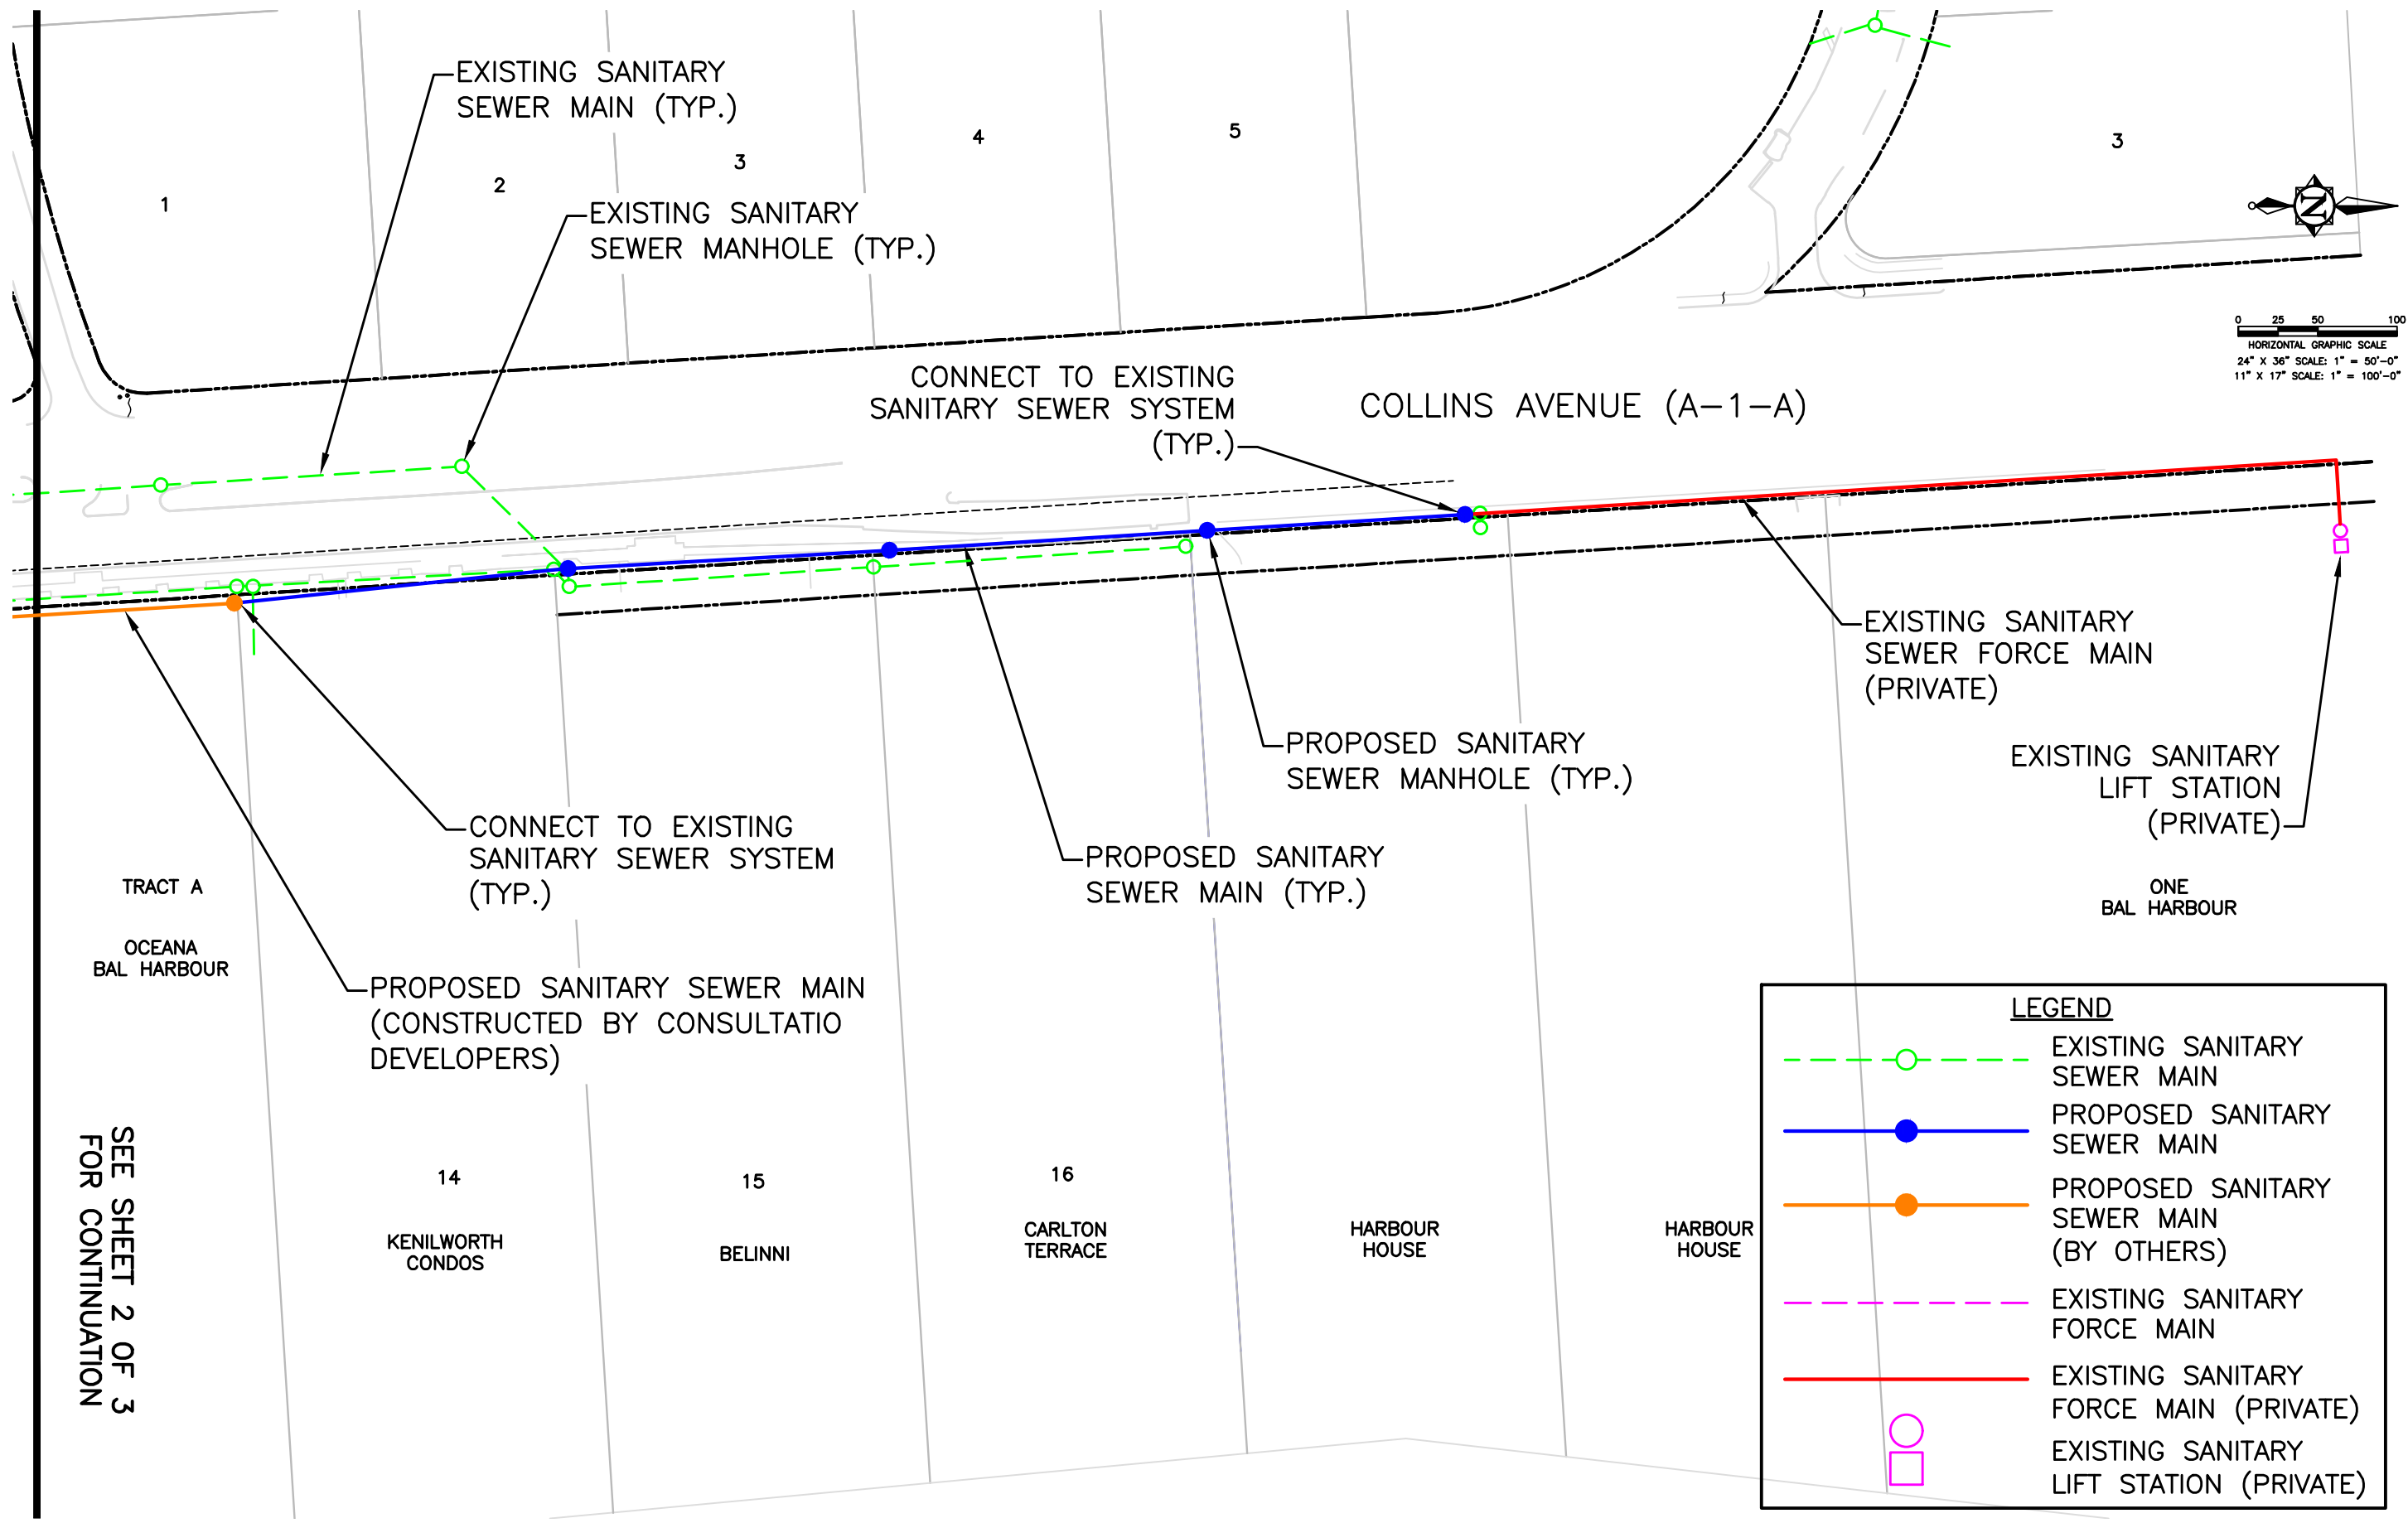 EXISTING SANITARY
SEWER MAIN (TYP.)
1
2
3
4
5
3
EXISTING SANITARY
SEWER MANHOLE (TYP.)
N
0 25 50 100
HORIZONTAL GRAPHIC SCALE
24" X 36" SCALE: 1" = 50'-0"
11" X 17" SCALE: 1" = 100'-0"
CONNECT TO EXISTING
SANITARY SEWER SYSTEM
(TYP.)
COLLINS AVENUE (A-1-A)
EXISTING SANITARY
SEWER FORCE MAIN
(PRIVATE)
PROPOSED SANITARY
SEWER MANHOLE (TYP.)
EXISTING SANITARY
LIFT STATION
(PRIVATE)
CONNECT TO EXISTING
SANITARY SEWER SYSTEM
(TYP.)
PROPOSED SANITARY
SEWER MAIN (TYP.)
TRACT A
OCEANA
BAL HARBOUR
ONE
BAL HARBOUR
PROPOSED SANITARY SEWER MAIN
(CONSTRUCTED BY CONSULTATIO
DEVELOPERS)
SEE SHEET 2 OF 3
FOR CONTINUATION
14
KENILWORTH
CONDOS
15
BELINNI
16
CARLTON
TERRACE
HARBOUR
HOUSE
HARBOUR
HOUSE
LEGEND
EXISTING SANITARY
SEWER MAIN
PROPOSED SANITARY
SEWER MAIN
PROPOSED SANITARY
SEWER MAIN
(BY OTHERS)
EXISTING SANITARY
FORCE MAIN
EXISTING SANITARY
FORCE MAIN (PRIVATE)
EXISTING SANITARY
LIFT STATION (PRIVATE)